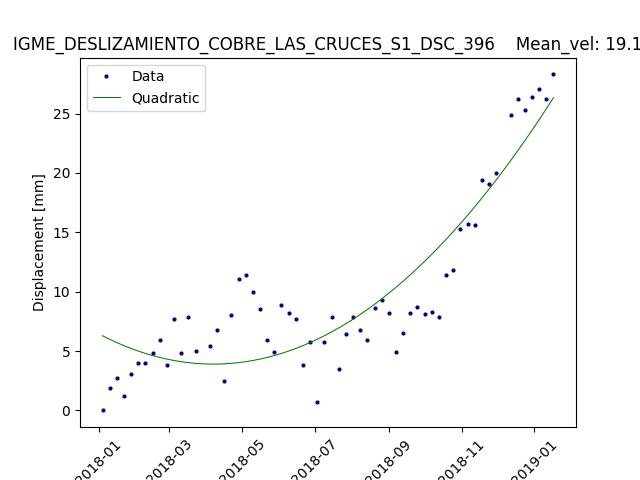 IGME_DESLIZAMIENTO_COBRE_LAS_CRUCES_S1_DSC_396 Mean_vel: 19.1
Data
Quadratic
Displacement [mm]
25
20
15
10
5
0
2018-01 2018-03 2018-05 2018-07 2018-09 2018-11 2019-01